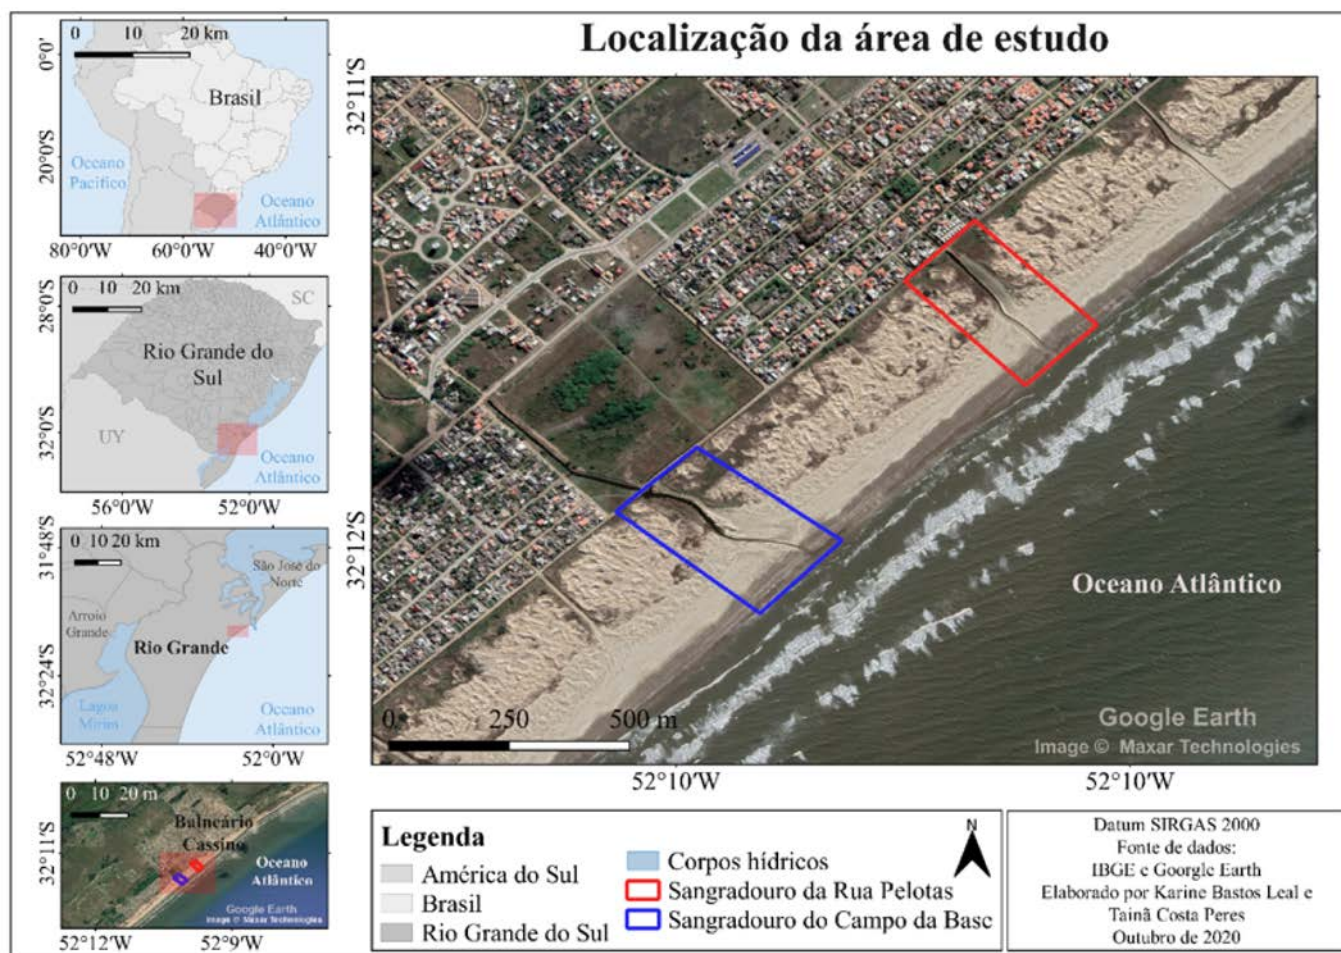 Localização da área de estudo
0 10 20 km
Brasil
Oceano
Pacífico
Oceano
Atlântico
0°0'
20°0'S
80°0'W 60°0'W 40°0'W
0 10 20 km
SC
Rio Grande do
Sul
UY
Oceano
Atlântico
28°0'S
32°0'S
56°0'W 52°0'W
0 10 20 km
São José do
Norte
Arroio
Grande
Rio Grande
Lagoa
Mirim
Oceano
Atlântico
31°48'S
32°24'S
52°48'W 52°0'W
0 10 20 m
Balneário
Cassino
Oceano
Atlântico
Google Earth
Image © Maxar Technologies
32°11'S
52°12'W 52°9'W
32°11'S
32°12'S
Oceano Atlântico
0 250 500 m
Google Earth
Image © Maxar Technologies
52°10'W 52°10'W
Legenda
América do Sul
Brasil
Rio Grande do Sul
Corpos hídricos
Sangradouro da Rua Pelotas
Sangradouro do Campo da Base
N
Datum SIRGAS 2000
Fonte de dados:
IBGE e Goorgle Earth
Elaborado por Karine Bastos Leal e
Tainã Costa Peres
Outubro de 2020